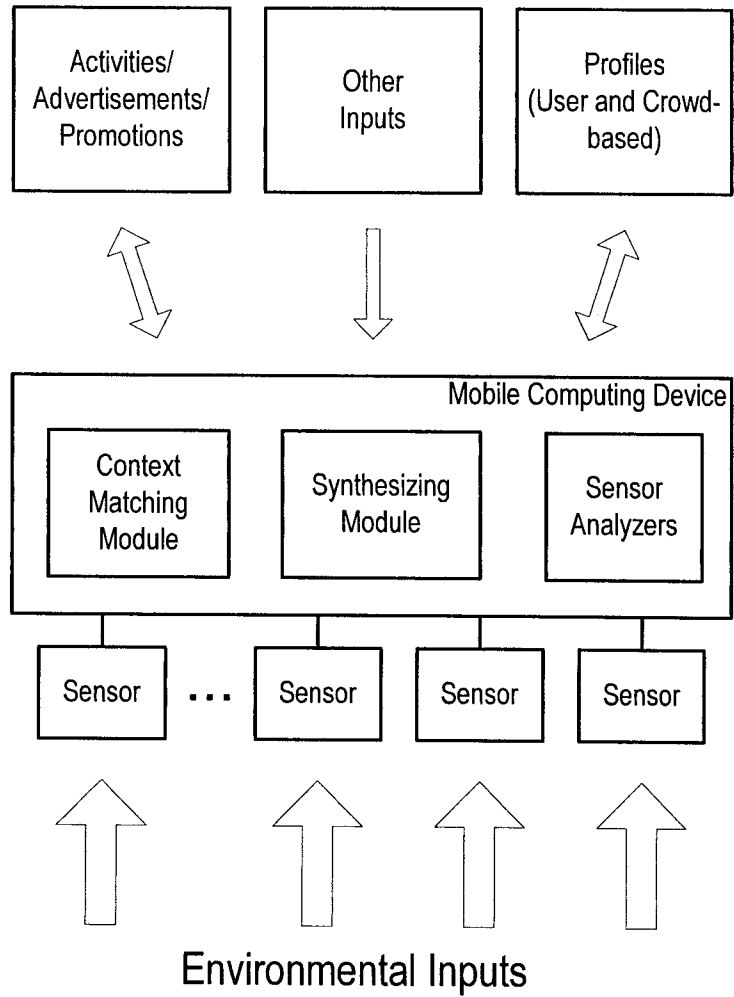 Activities/
Advertisements/
Promotions
Other
Inputs
Profiles
(User and Crowd-
based)
Mobile Computing Device
Context
Matching
Module
Synthesizing
Module
Sensor
Analyzers
Sensor
...
Sensor
Sensor
Sensor
Environmental Inputs